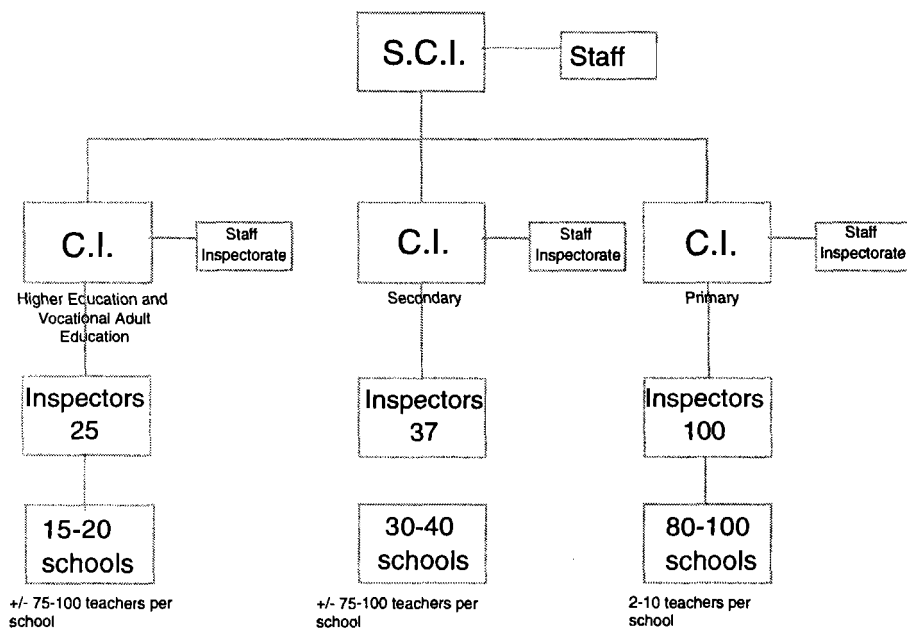 S.C.I.
Staff
C.I.
Staff
Inspectorate
C.I.
Staff
Inspectorate
C.I.
Staff
Inspectorate
Higher Education and
Vocational Adult
Education
Secondary
Primary
Inspectors
25
Inspectors
37
Inspectors
100
15-20
schools
30-40
schools
80-100
schools
+/- 75-100 teachers per
school
+/- 75-100 teachers per
school
2-10 teachers per
school